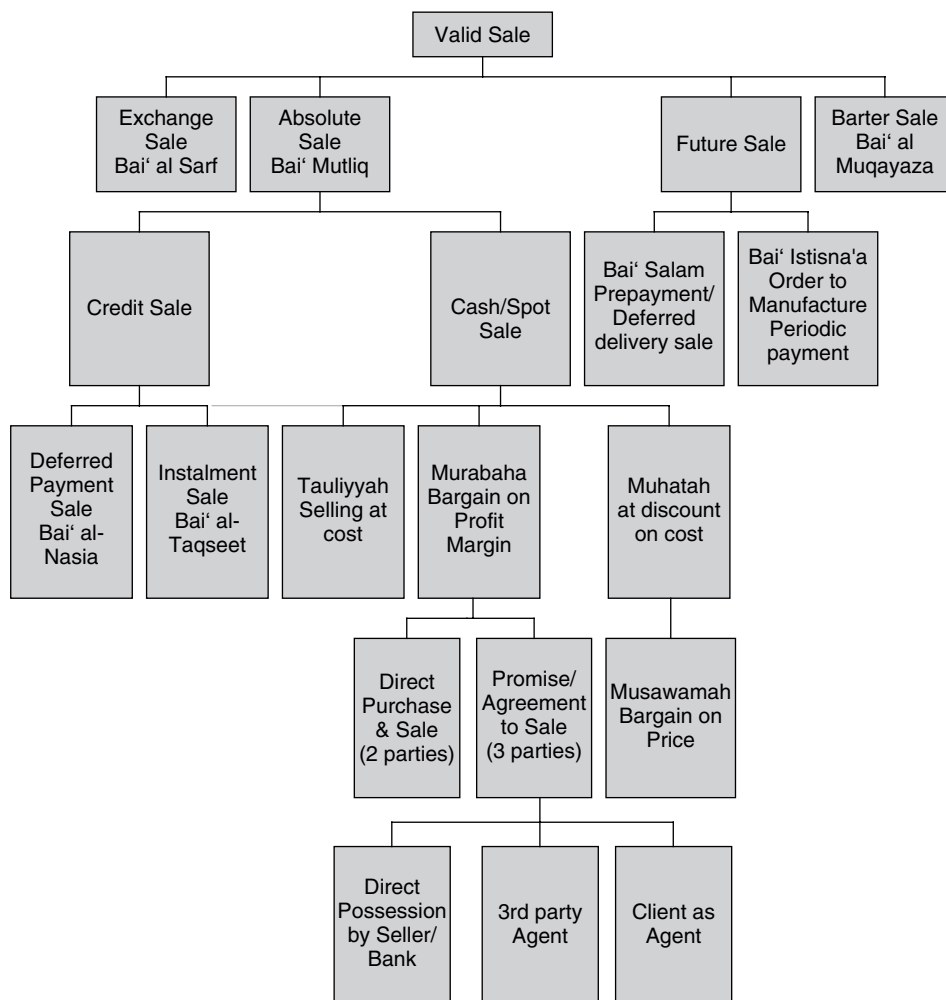 Valid Sale
Exchange
Sale
Bai‘ al Sarf
Absolute
Sale
Bai‘ Mutliq
Future Sale
Barter Sale
Bai‘ al
Muqayaza
Credit Sale
Cash/Spot
Sale
Bai‘ Salam
Prepayment/
Deferred
delivery sale
Bai‘ Istisna'a
Order to
Manufacture
Periodic
payment
Deferred
Payment
Sale
Bai‘ al-
Nasia
Instalment
Sale
Bai‘ al-
Taqseet
Tauliyyah
Selling at
cost
Murabaha
Bargain on
Profit
Margin
Muhatah
at discount
on cost
Direct
Purchase
& Sale
(2 parties)
Promise/
Agreement
to Sale
(3 parties)
Musawamah
Bargain on
Price
Direct
Possession
by Seller/
Bank
3rd party
Agent
Client as
Agent